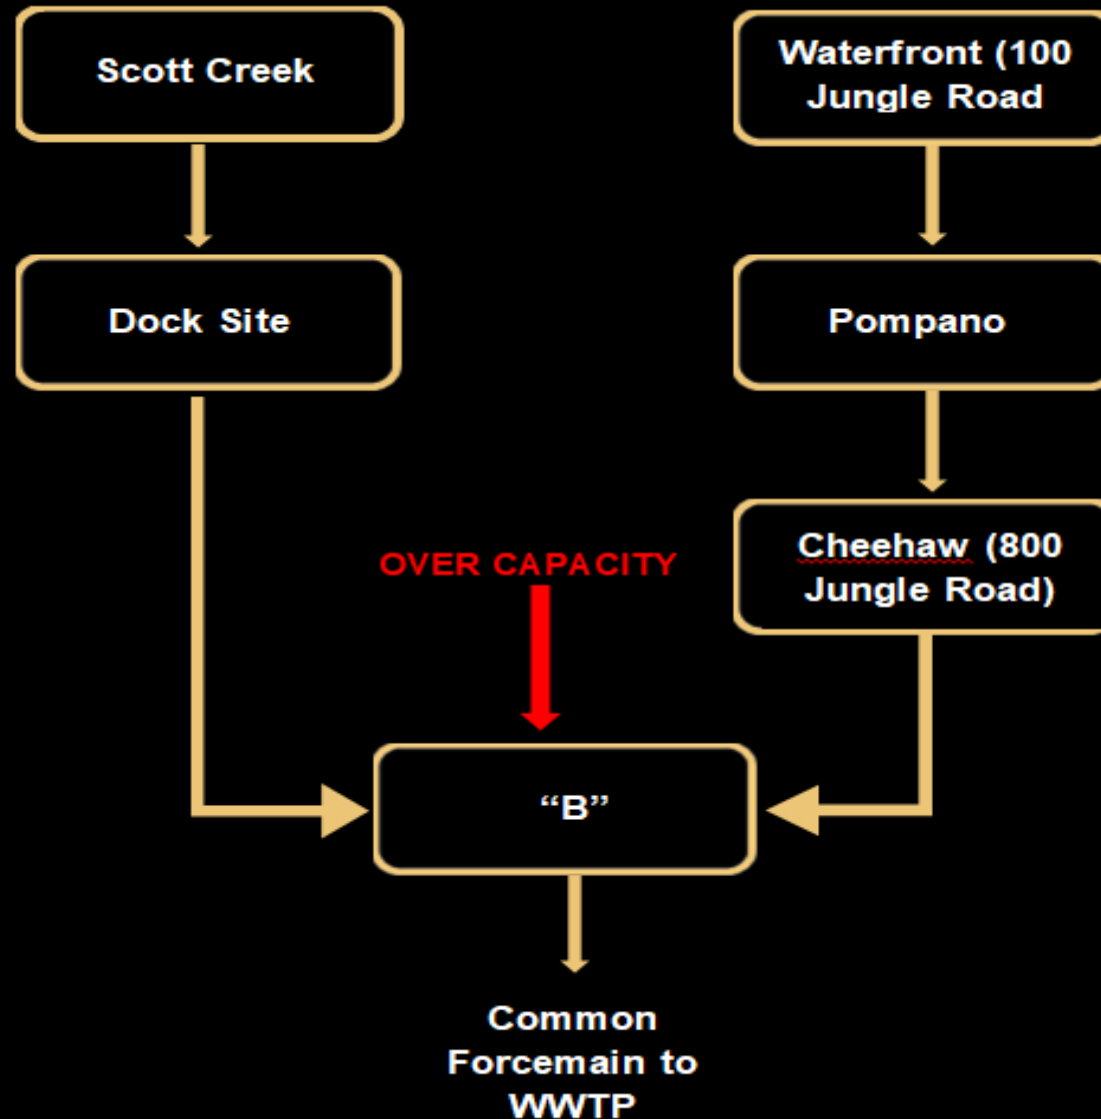 Scott Creek
Waterfront (100
Jungle Road
Dock Site
Pompano
OVER CAPACITY
Cheehaw (800
Jungle Road)
“B”
Common
Forcemain to
WWTP